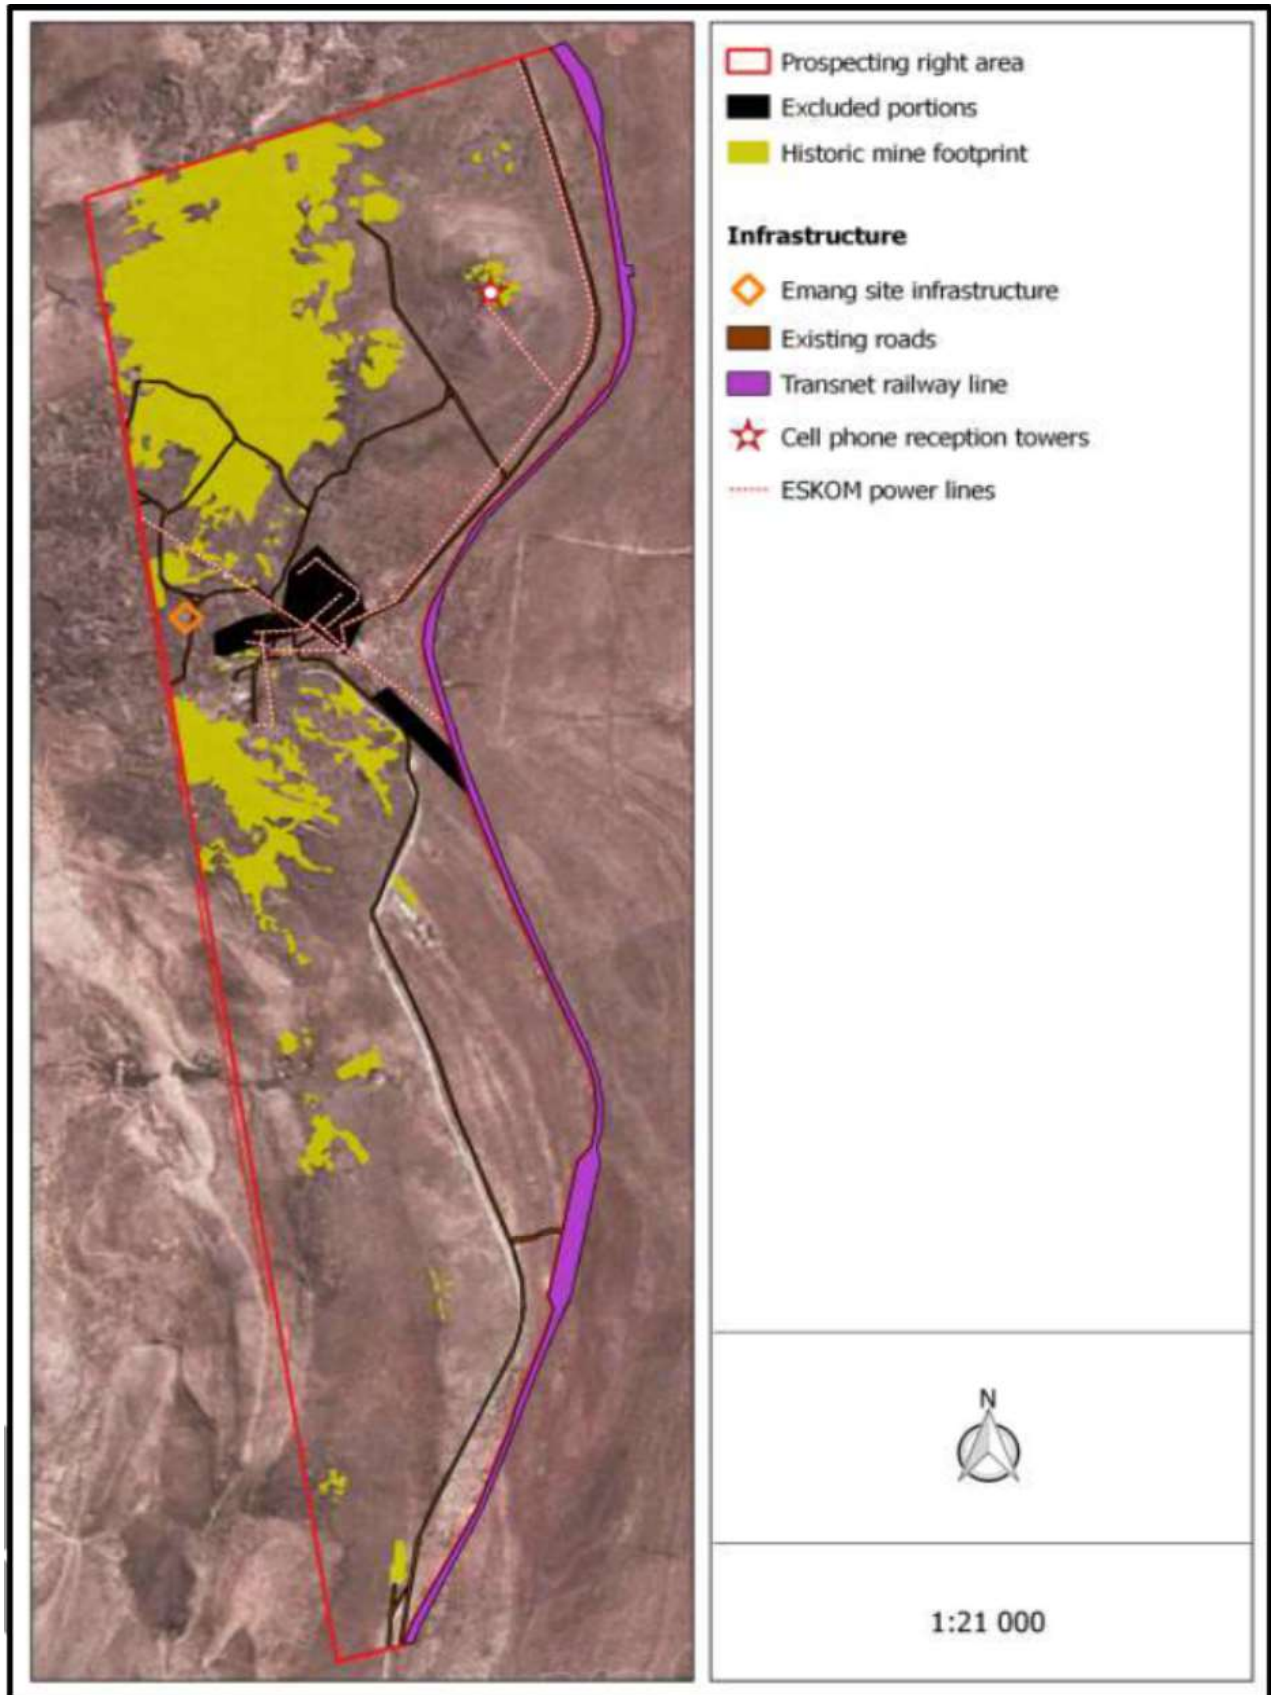 Prospecting right area
Excluded portions
Historic mine footprint
Infrastructure
Emang site infrastructure
Existing roads
Transnet railway line
Cell phone reception towers
ESKOM power lines
N
1:21 000